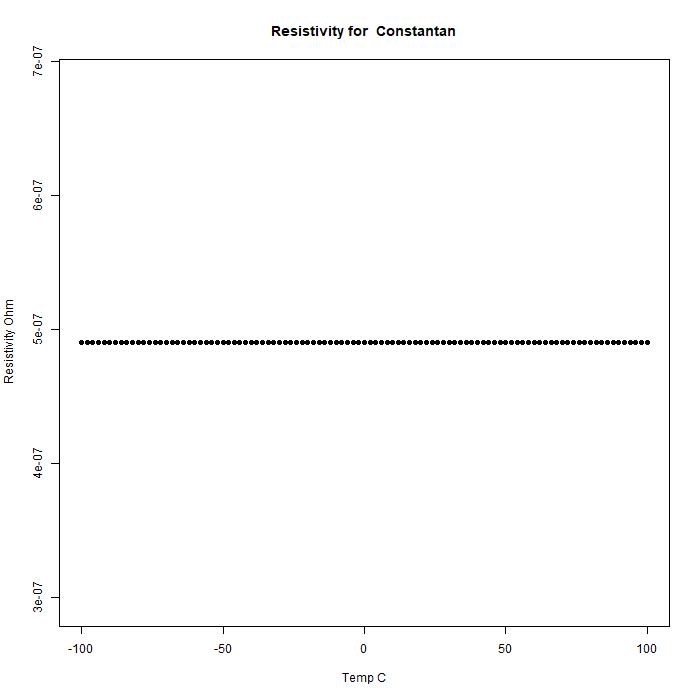 Resistivity for  Constantan
7e-07
6e-07
5e-07
4e-07
3e-07
Resistivity Ohm
-100
-50
0
50
100
Temp C